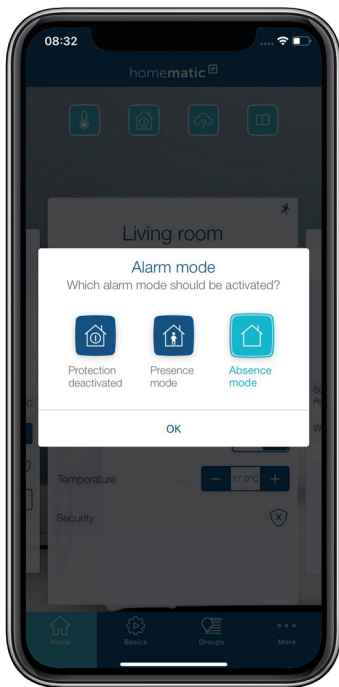 08:32
homematic IP
Living room
Alarm mode
Which alarm mode should be activated?
Protection deactivated
Presence mode
Absence mode
OK
Temperature
− 17.0°C +
Security
Home
Basics
Groups
More